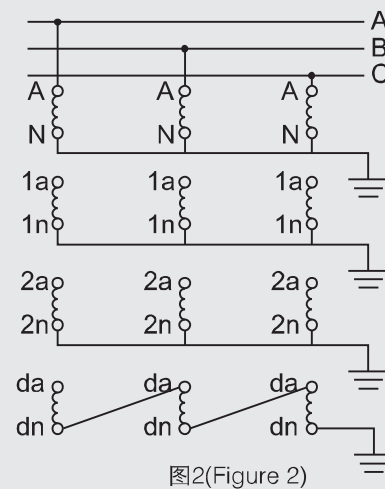 A
B
C
A A A
N N N
1a 1a 1a
1n 1n 1n
2a 2a 2a
2n 2n 2n
da da da
dn dn dn
图2(Figure 2)